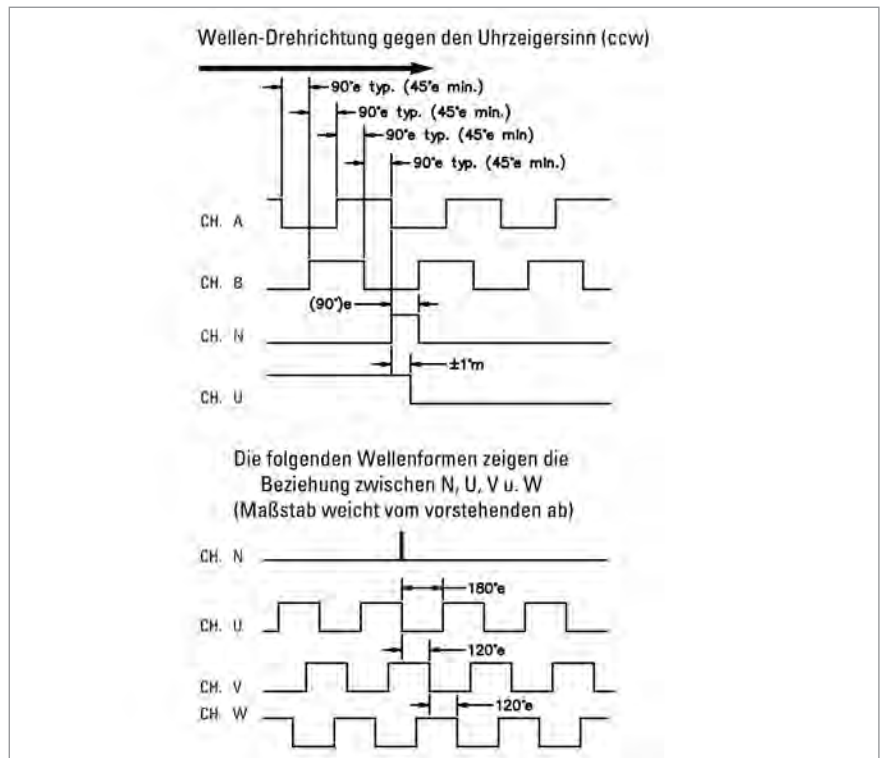 Wellen-Drehrichtung gegen den Uhrzeigersinn (ccw)
90°e typ. (45°e min.)
90°e typ. (45°e min.)
90°e typ. (45°e min)
90°e typ. (45°e min.)
CH. A
CH. B
(90°)e
CH. N
±1°m
CH. U
Die folgenden Wellenformen zeigen die
Beziehung zwischen N, U, V u. W
(Maßstab weicht vom vorstehenden ab)
CH. N
180°e
CH. U
120°e
CH. V
120°e
CH. W